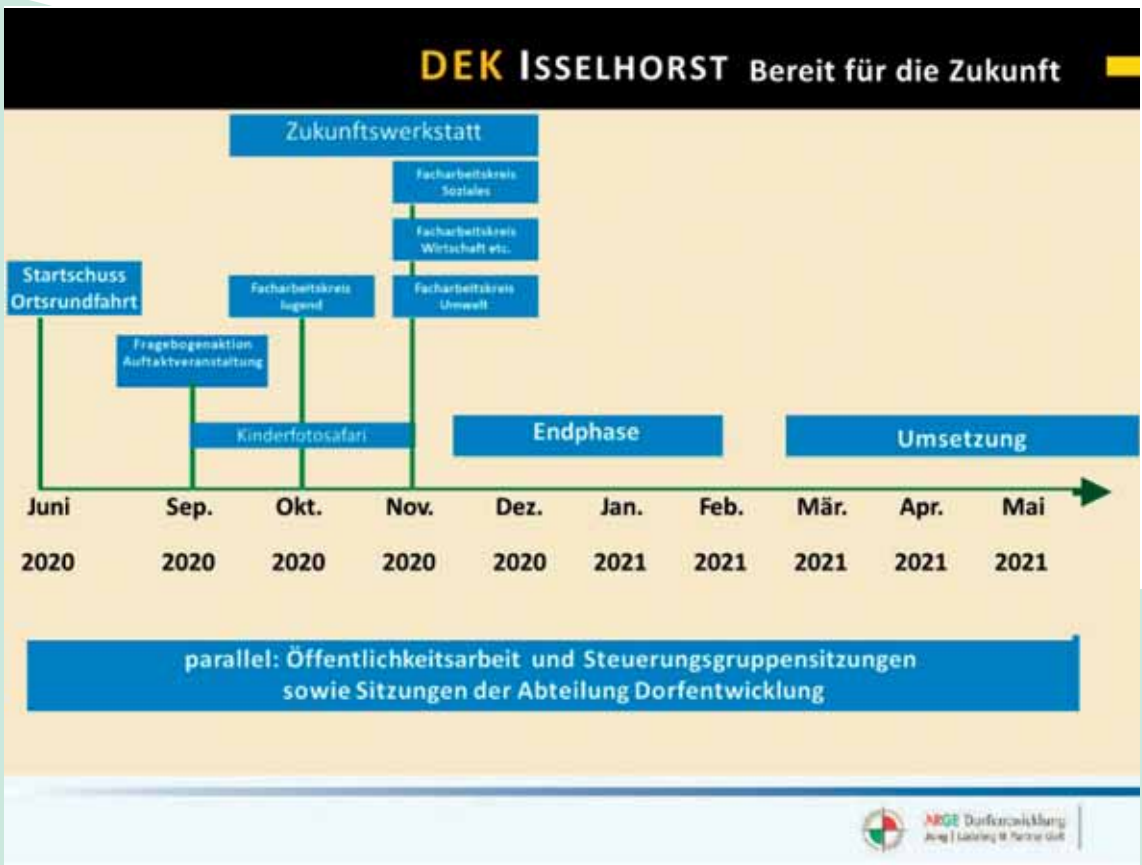 DEK ISSELHORST Bereit für die Zukunft
Zukunftswerkstatt
Facharbeitskreis
Soziales
Facharbeitskreis
Wirtschaft etc.
Startschuss
Ortsrundfahrt
Facharbeitskreis
Jugend
Facharbeitskreis
Umwelt
Fragebogenaktion
Auftaktveranstaltung
Kinderfotosafari
Endphase
Umsetzung
Juni Sep. Okt. Nov. Dez. Jan. Feb. Mär. Apr. Mai
2020 2020 2020 2020 2020 2021 2021 2021 2021 2021
parallel: Öffentlichkeitsarbeit und Steuerungsgruppensitzungen
sowie Sitzungen der Abteilung Dorfentwicklung
ARGE Dorfentwicklung
& Partner GbR